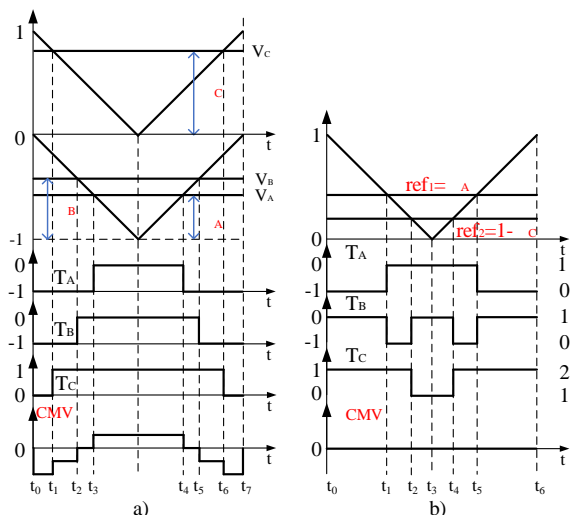 1
V_C
C
0
t
V_B
V_A
B
A
-1
0
-1
T_A
t
0
-1
T_B
t
1
0
T_C
t
CMV
0
t
t_0 t_1 t_2 t_3 t_4 t_5 t_6 t_7
a)
1
ref_1= A
ref_2=1- C
0
t
T_A
0
-1
1
0
T_B
0
-1
1
0
T_C
1
0
2
1
CMV
0
t
t_0 t_1 t_2 t_3 t_4 t_5 t_6
b)